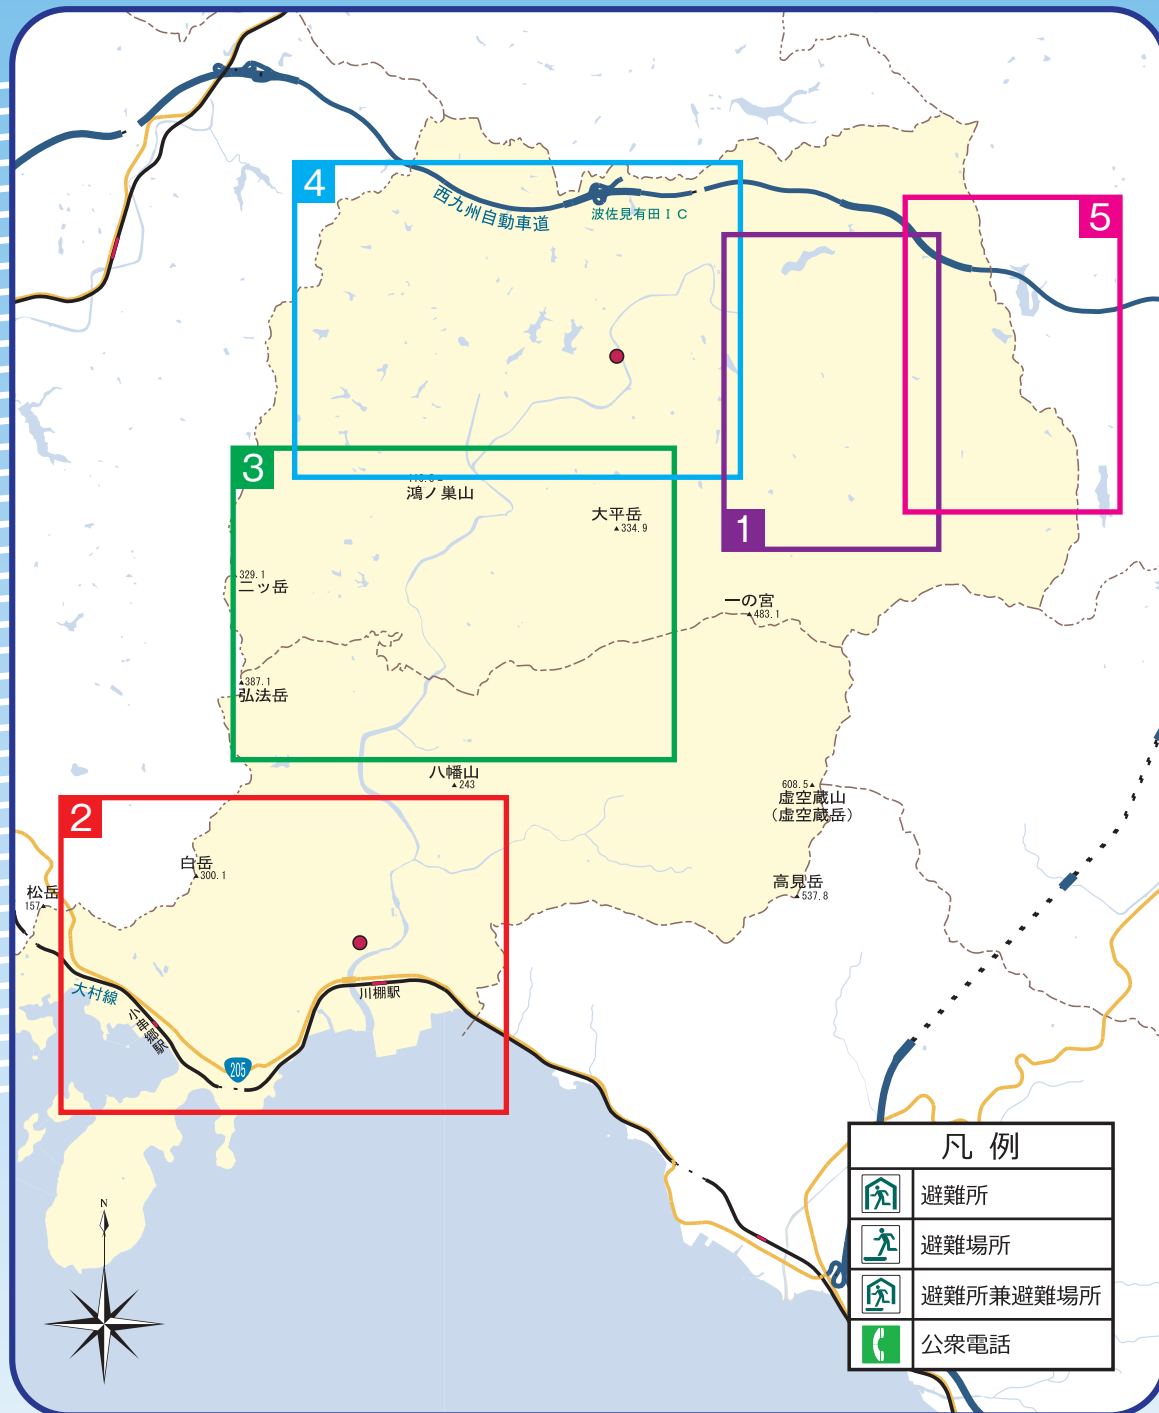 4
西九州自動車道
波佐見有田ＩＣ
5
3
鴻ノ巣山
大平岳
334.9
1
329.1
二ッ岳
一の宮
483.1
387.1
弘法岳
八幡山
243
608.5
虚空蔵山
(虚空蔵岳)
2
白岳
300.1
松岳
157
高見岳
537.8
大村線
小串郷駅
川棚駅
205
N
凡例
避難所
避難場所
避難所兼避難場所
公衆電話